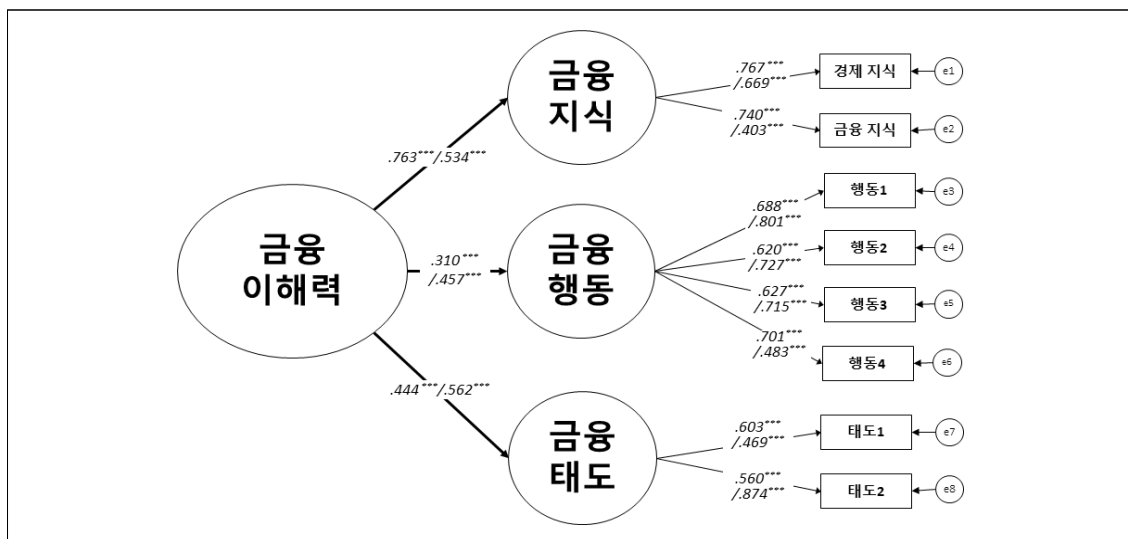 금융
이해력
.763***/.534***
.310***
/.457***
.444***/.562***
금융
지식
.767***
/.669***
경제 지식
e1
.740***
/.403***
금융 지식
e2
금융
행동
.688***
/.801***
행동1
e3
.620***
/.727***
행동2
e4
.627***
/.715***
행동3
e5
.701***
/.483***
행동4
e6
금융
태도
.603***
/.469***
태도1
e7
.560***
/.874***
태도2
e8